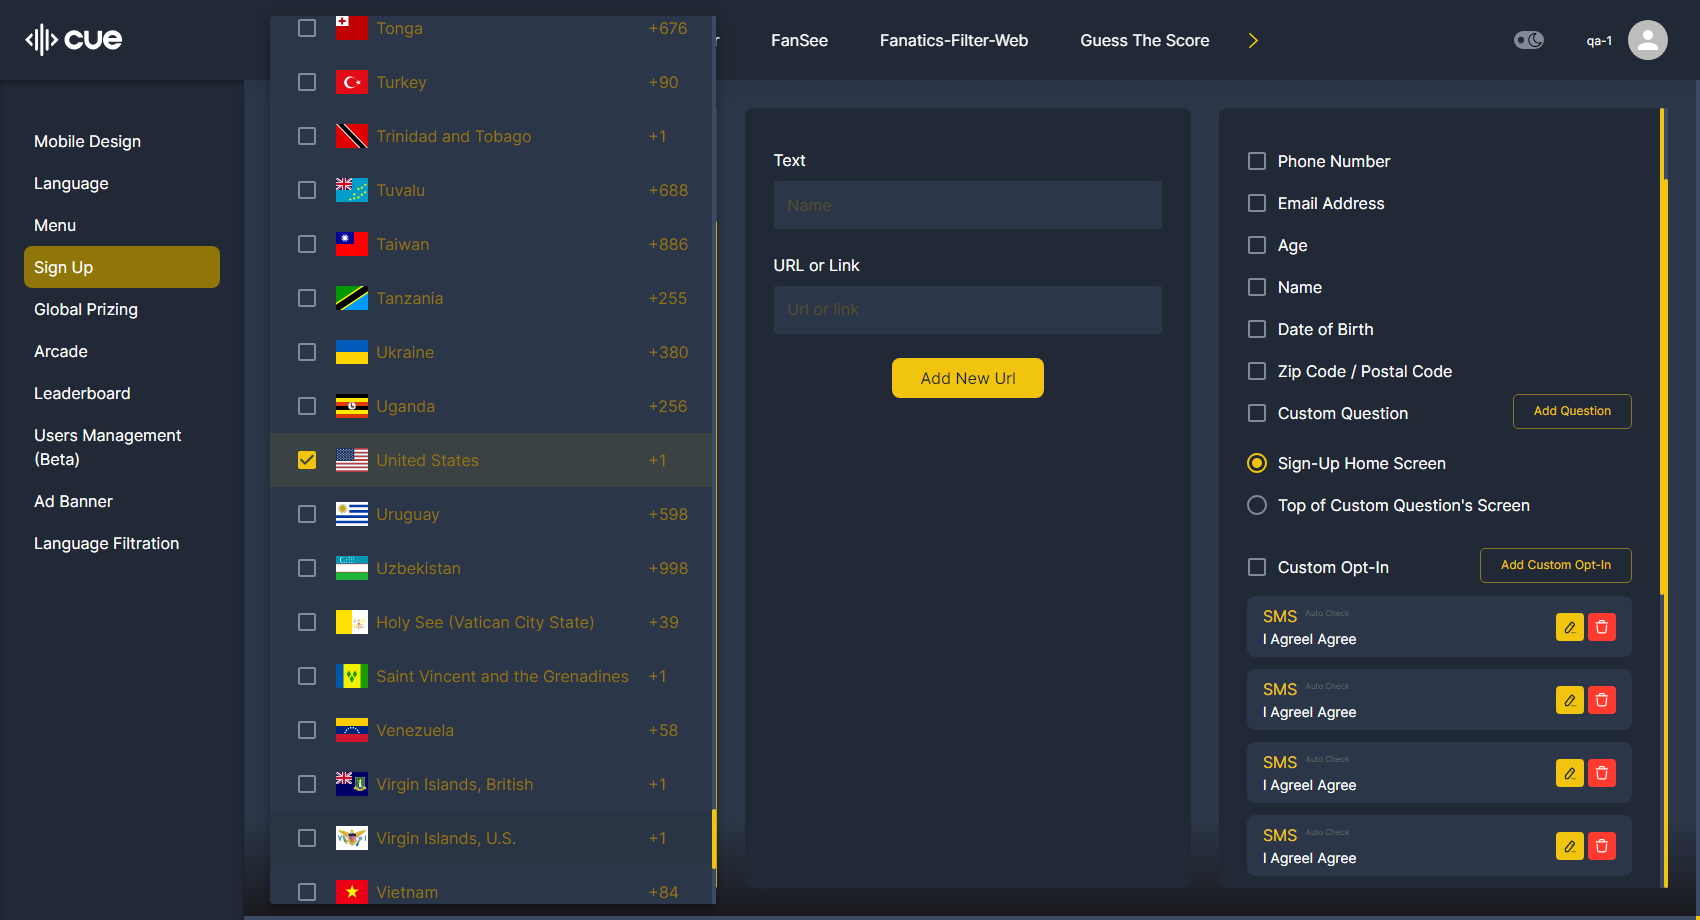 cue
FanSee
Fanatics-Filter-Web
Guess The Score
qa-1
Mobile Design
Language
Menu
Sign Up
Global Prizing
Arcade
Leaderboard
Users Management
(Beta)
Ad Banner
Language Filtration
Tonga +676
Turkey +90
Trinidad and Tobago +1
Tuvalu +688
Taiwan +886
Tanzania +255
Ukraine +380
Uganda +256
United States +1
Uruguay +598
Uzbekistan +998
Holy See (Vatican City State) +39
Saint Vincent and the Grenadines +1
Venezuela +58
Virgin Islands, British +1
Virgin Islands, U.S. +1
Vietnam +84
Text
Name
URL or Link
Url or link
Add New Url
Phone Number
Email Address
Age
Name
Date of Birth
Zip Code / Postal Code
Custom Question
Add Question
Sign-Up Home Screen
Top of Custom Question's Screen
Custom Opt-In
Add Custom Opt-In
SMS Auto Check
I AgreeI Agree
SMS Auto Check
I AgreeI Agree
SMS Auto Check
I AgreeI Agree
SMS Auto Check
I AgreeI Agree